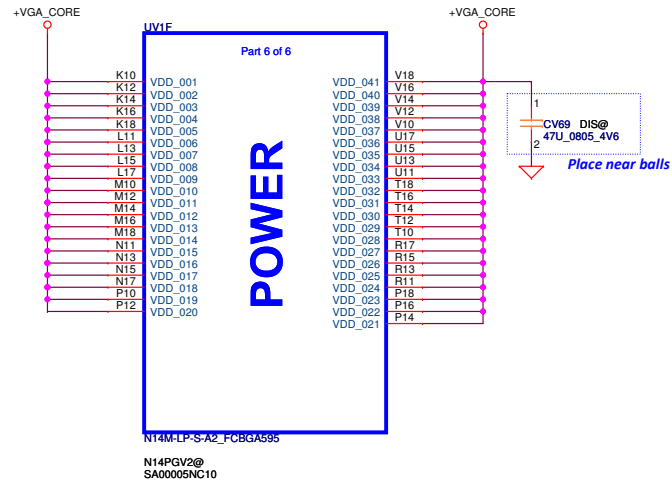 +VGA_CORE
+VGA_CORE
UV1F
Part 6 of 6
K10 VDD_001 VDD_041 V18
K12 VDD_002 VDD_040 V16
K14 VDD_003 VDD_039 V14
K16 VDD_004 VDD_038 V12
K18 VDD_005 VDD_037 V10
L11 VDD_006 VDD_036 U17
L13 VDD_007 VDD_035 U15
L15 VDD_008 VDD_034 U13
L17 VDD_009 VDD_033 U11
M10 VDD_010 VDD_032 T18
M12 VDD_011 VDD_031 T16
M14 VDD_012 VDD_030 T14
M16 VDD_013 VDD_029 T12
M18 VDD_014 VDD_028 T10
N11 VDD_015 VDD_027 R17
N13 VDD_016 VDD_026 R15
N15 VDD_017 VDD_025 R13
N17 VDD_018 VDD_024 R11
P10 VDD_019 VDD_023 P18
P12 VDD_020 VDD_022 P16
VDD_021 P14
POWER
1
CV69 DIS@
47U_0805_4V6
2
Place near balls
N14M-LP-S-A2_FCBGA595
N14PGV2@
SA00005NC10